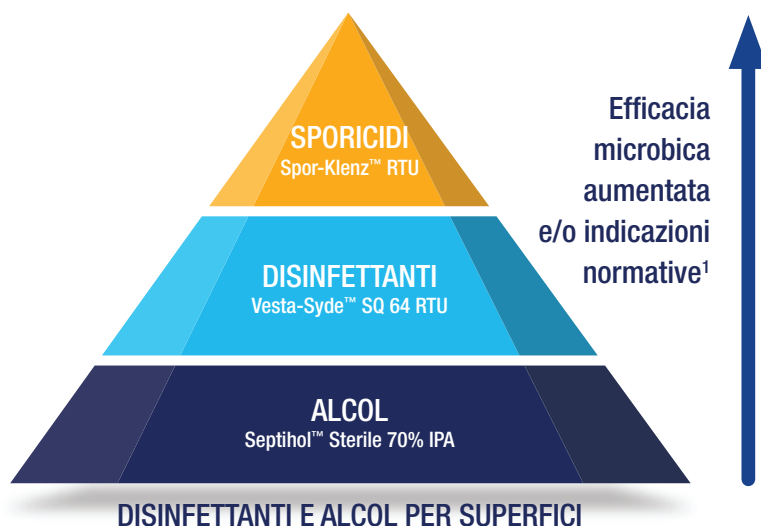 SPORICIDI
Spor-Klenz™ RTU
Efficacia
microbica
aumentata
e/o indicazioni
normative¹
DISINFETTANTI
Vesta-Syde™ SQ 64 RTU
ALCOL
Septihol™ Sterile 70% IPA
DISINFETTANTI E ALCOL PER SUPERFICI